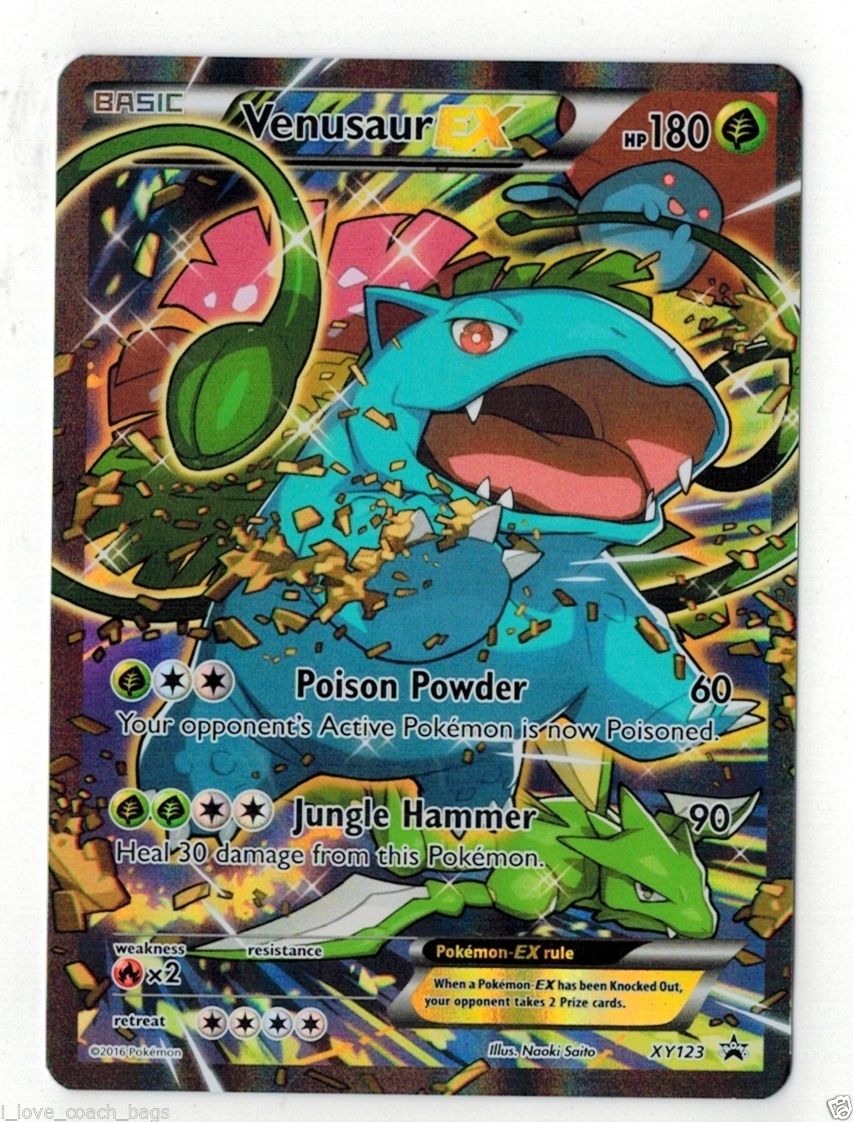 BASIC Venusaur EX HP 180
Poison Powder 60
Your opponent's Active Pokémon is now Poisoned.
Jungle Hammer 90
Heal 30 damage from this Pokémon.
weakness resistance Pokémon-EX rule
×2
When a Pokémon-EX has been Knocked Out,
your opponent takes 2 Prize cards.
retreat
©2016 Pokémon Illus. Naoki Saito XY123
i_love_coach_bags